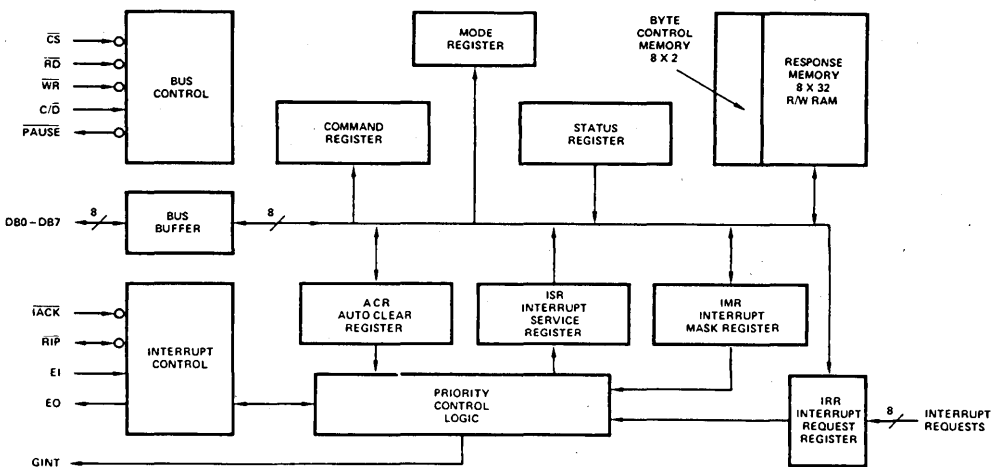 CS
RD
WR
C/D
PAUSE
BUS
CONTROL
MODE
REGISTER
BYTE
CONTROL
MEMORY
8 X 2
RESPONSE
MEMORY
8 X 32
R/W RAM
COMMAND
REGISTER
STATUS
REGISTER
DB0-DB7
8
BUS
BUFFER
8
ACR
AUTO CLEAR
REGISTER
ISR
INTERRUPT
SERVICE
REGISTER
IMR
INTERRUPT
MASK REGISTER
IACK
RIP
EI
EO
INTERRUPT
CONTROL
PRIORITY
CONTROL
LOGIC
IRR
INTERRUPT
REQUEST
REGISTER
8
INTERRUPT
REQUESTS
GINT